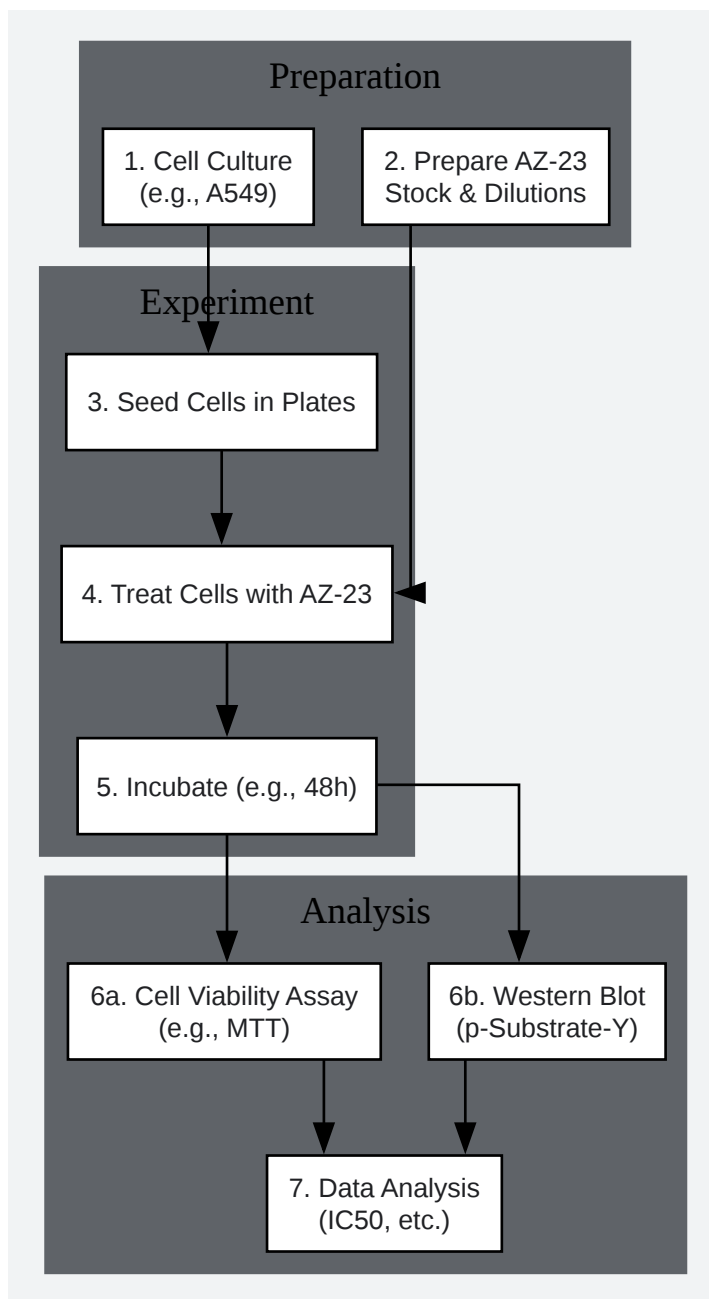 Preparation
1. Cell Culture
(e.g., A549)
2. Prepare AZ-23
Stock & Dilutions
Experiment
3. Seed Cells in Plates
4. Treat Cells with AZ-23
5. Incubate (e.g., 48h)
Analysis
6a. Cell Viability Assay
(e.g., MTT)
6b. Western Blot
(p-Substrate-Y)
7. Data Analysis
(IC50, etc.)